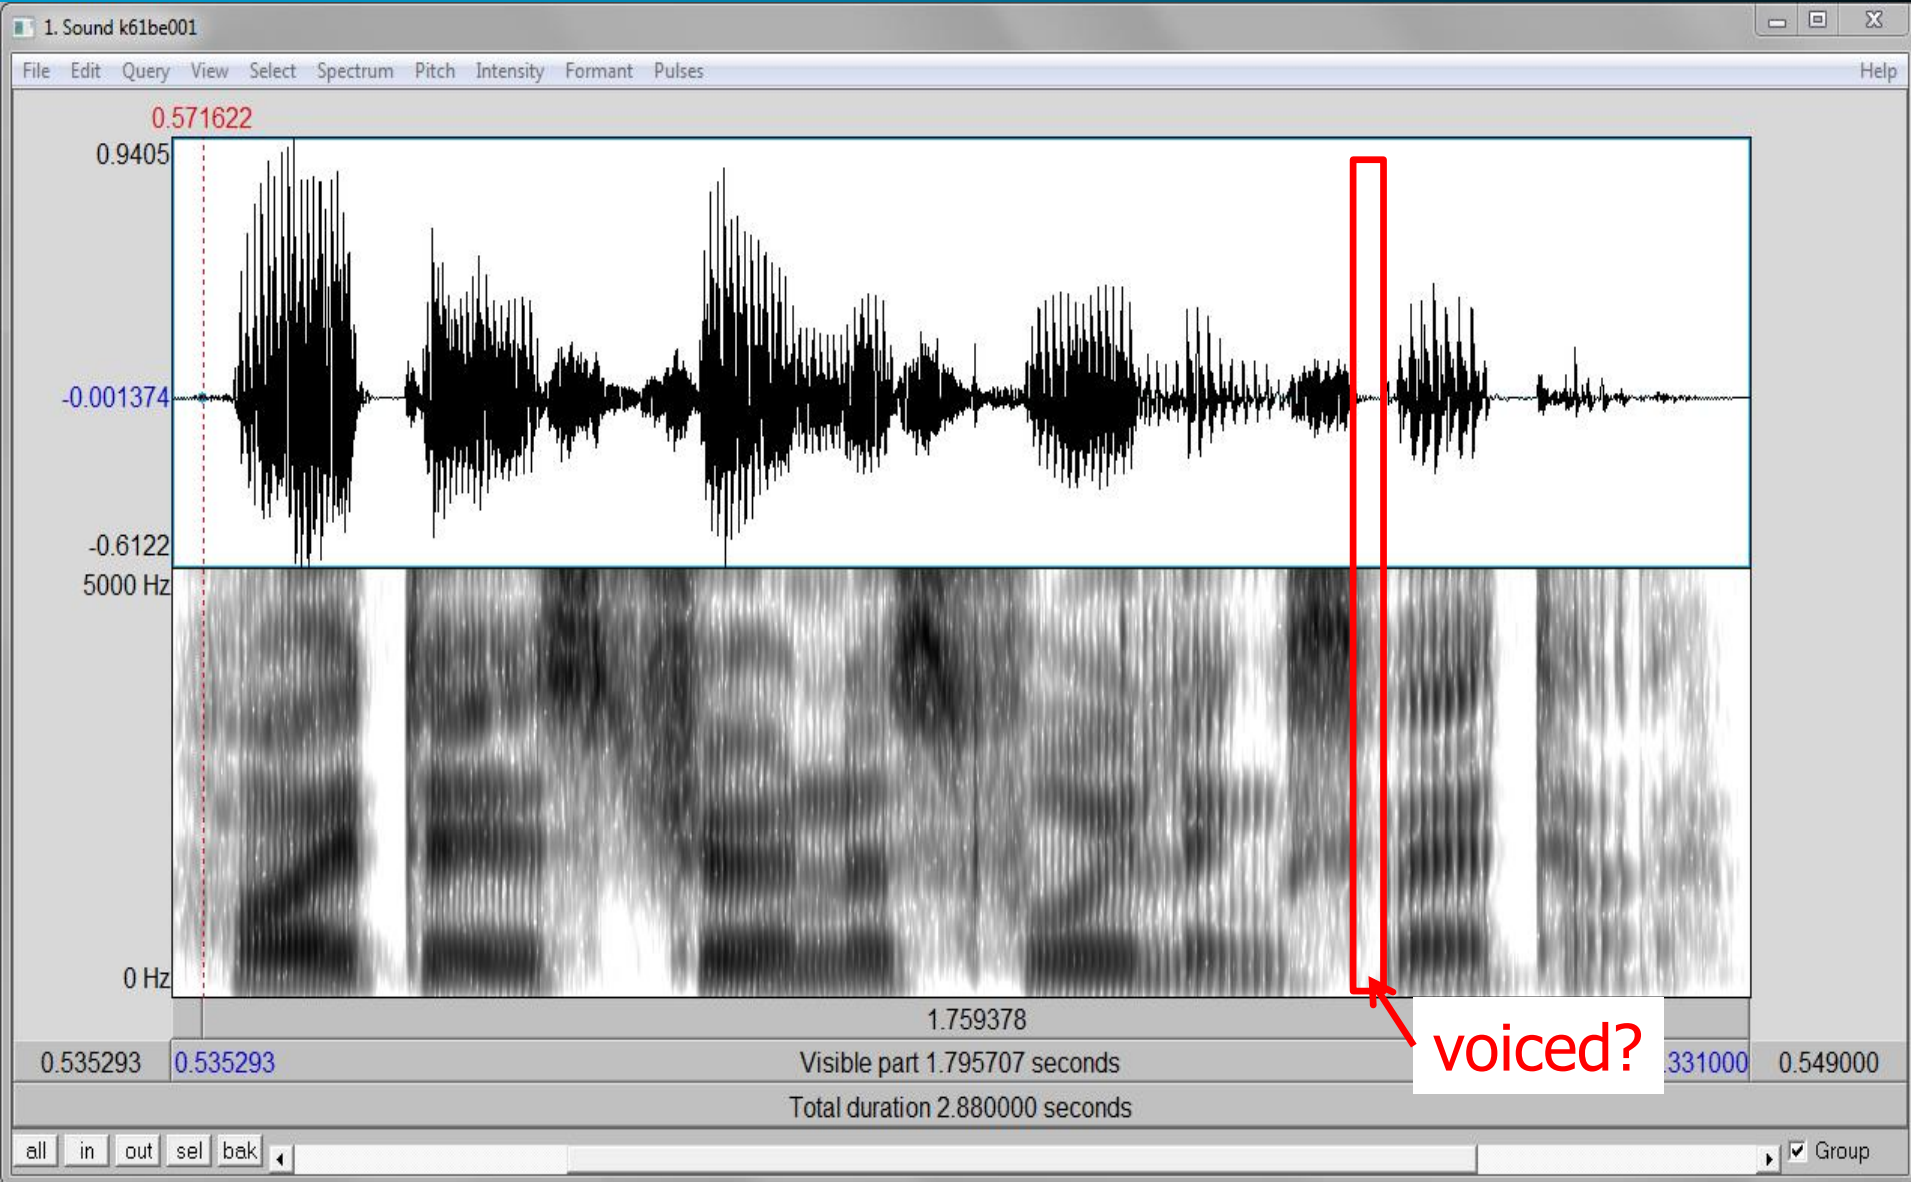 1. Sound k61be001
File Edit Query View Select Spectrum Pitch Intensity Formant Pulses Help
0.571622
0.9405
-0.001374
-0.6122
5000 Hz
0 Hz
1.759378
voiced?
0.535293 0.535293 Visible part 1.795707 seconds .331000 0.549000
Total duration 2.880000 seconds
all in out sel bak Group